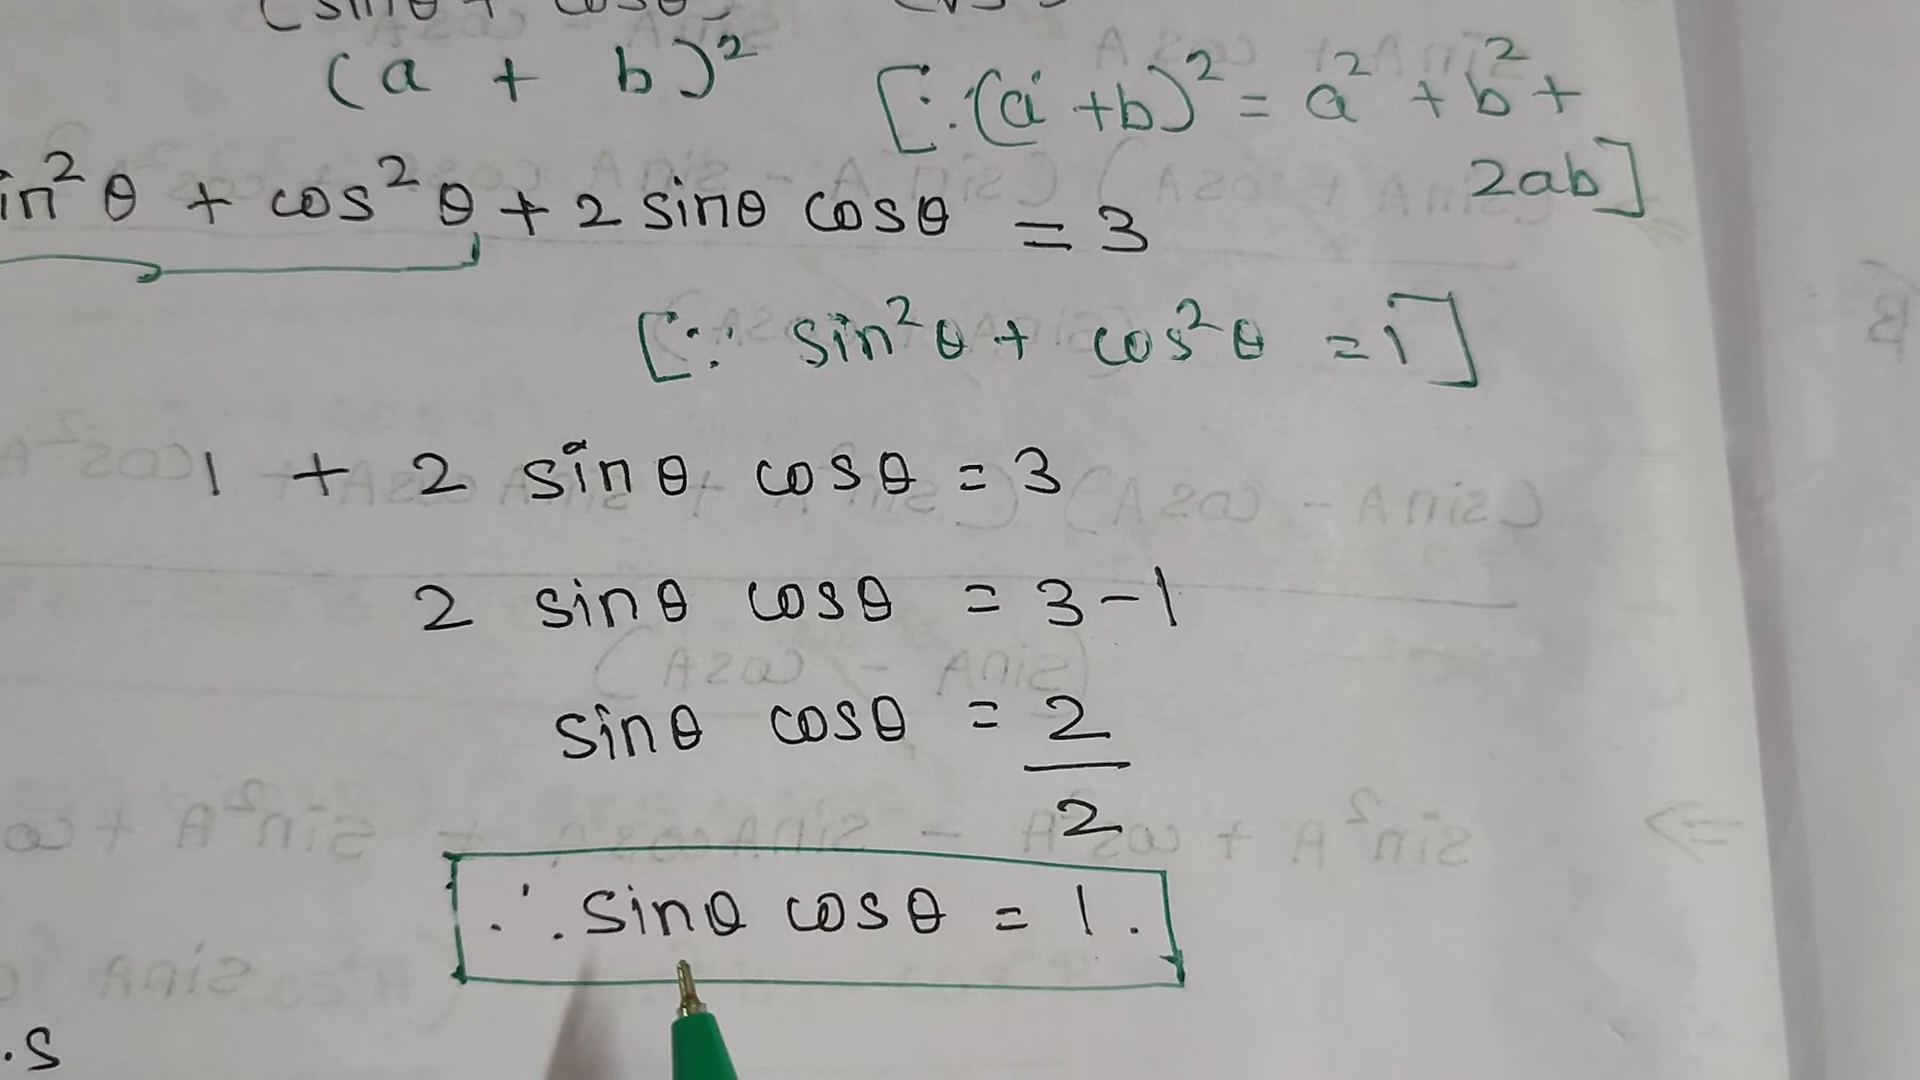 (a + b)²
[∵ (a + b)² = a² + b² +
2ab]
in²θ + cos²θ + 2 sinθ cosθ = 3
[∵ sin²θ + cos²θ = 1]
1 + 2 sinθ cosθ = 3
2 sinθ cosθ = 3 - 1
sinθ cosθ = 2
2
∴ sinθ cosθ = 1.
.S